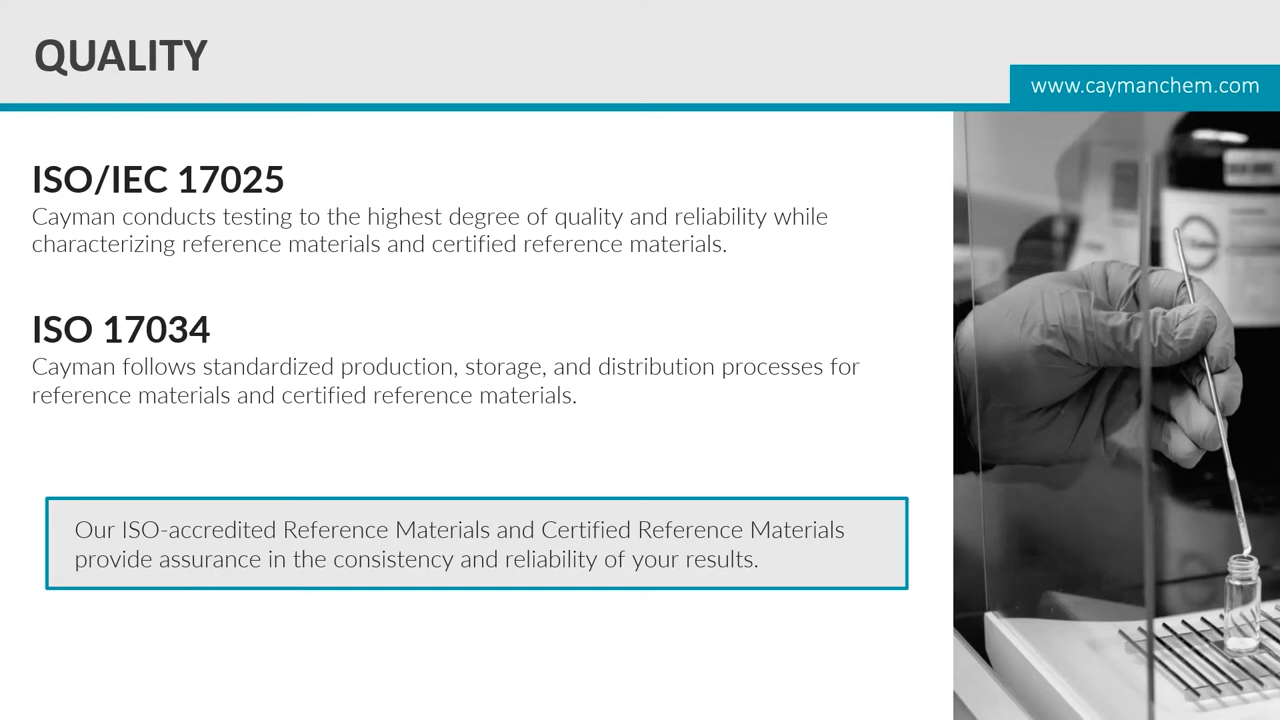 QUALITY
www.caymanchem.com
ISO/IEC 17025
Cayman conducts testing to the highest degree of quality and reliability while
characterizing reference materials and certified reference materials.
ISO 17034
Cayman follows standardized production, storage, and distribution processes for
reference materials and certified reference materials.
Our ISO-accredited Reference Materials and Certified Reference Materials
provide assurance in the consistency and reliability of your results.